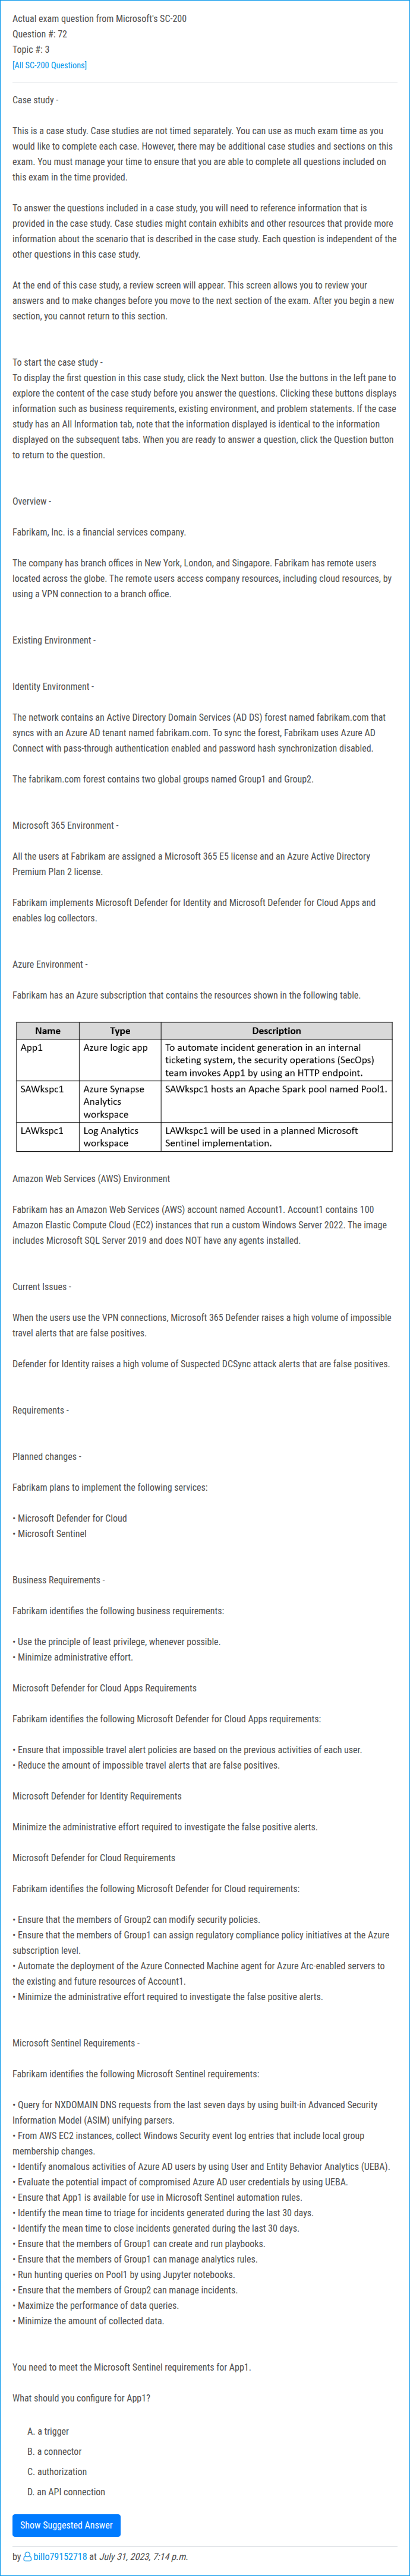 Actual exam question from Microsoft's SC-200
Question #: 72
Topic #: 3
[All SC-200 Questions]
Case study -
This is a case study. Case studies are not timed separately. You can use as much exam time as you
would like to complete each case. However, there may be additional case studies and sections on this
exam. You must manage your time to ensure that you are able to complete all questions included on
this exam in the time provided.
To answer the questions included in a case study, you will need to reference information that is
provided in the case study. Case studies might contain exhibits and other resources that provide more
information about the scenario that is described in the case study. Each question is independent of the
other questions in this case study.
At the end of this case study, a review screen will appear. This screen allows you to review your
answers and to make changes before you move to the next section of the exam. After you begin a new
section, you cannot return to this section.
To start the case study -
To display the first question in this case study, click the Next button. Use the buttons in the left pane to
explore the content of the case study before you answer the questions. Clicking these buttons displays
information such as business requirements, existing environment, and problem statements. If the case
study has an All Information tab, note that the information displayed is identical to the information
displayed on the subsequent tabs. When you are ready to answer a question, click the Question button
to return to the question.
Overview -
Fabrikam, Inc. is a financial services company.
The company has branch offices in New York, London, and Singapore. Fabrikam has remote users
located across the globe. The remote users access company resources, including cloud resources, by
using a VPN connection to a branch office.
Existing Environment -
Identity Environment -
The network contains an Active Directory Domain Services (AD DS) forest named fabrikam.com that
syncs with an Azure AD tenant named fabrikam.com. To sync the forest, Fabrikam uses Azure AD
Connect with pass-through authentication enabled and password hash synchronization disabled.
The fabrikam.com forest contains two global groups named Group1 and Group2.
Microsoft 365 Environment -
All the users at Fabrikam are assigned a Microsoft 365 E5 license and an Azure Active Directory
Premium Plan 2 license.
Fabrikam implements Microsoft Defender for Identity and Microsoft Defender for Cloud Apps and
enables log collectors.
Azure Environment -
Fabrikam has an Azure subscription that contains the resources shown in the following table.
Name Type Description
App1 Azure logic app To automate incident generation in an internal
ticketing system, the security operations (SecOps)
team invokes App1 by using an HTTP endpoint.
SAWkspc1 Azure Synapse SAWkspc1 hosts an Apache Spark pool named Pool1.
Analytics
workspace
LAWkspc1 Log Analytics LAWkspc1 will be used in a planned Microsoft
workspace Sentinel implementation.
Amazon Web Services (AWS) Environment
Fabrikam has an Amazon Web Services (AWS) account named Account1. Account1 contains 100
Amazon Elastic Compute Cloud (EC2) instances that run a custom Windows Server 2022. The image
includes Microsoft SQL Server 2019 and does NOT have any agents installed.
Current Issues -
When the users use the VPN connections, Microsoft 365 Defender raises a high volume of impossible
travel alerts that are false positives.
Defender for Identity raises a high volume of Suspected DCSync attack alerts that are false positives.
Requirements -
Planned changes -
Fabrikam plans to implement the following services:
• Microsoft Defender for Cloud
• Microsoft Sentinel
Business Requirements -
Fabrikam identifies the following business requirements:
• Use the principle of least privilege, whenever possible.
• Minimize administrative effort.
Microsoft Defender for Cloud Apps Requirements
Fabrikam identifies the following Microsoft Defender for Cloud Apps requirements:
• Ensure that impossible travel alert policies are based on the previous activities of each user.
• Reduce the amount of impossible travel alerts that are false positives.
Microsoft Defender for Identity Requirements
Minimize the administrative effort required to investigate the false positive alerts.
Microsoft Defender for Cloud Requirements
Fabrikam identifies the following Microsoft Defender for Cloud requirements:
• Ensure that the members of Group2 can modify security policies.
• Ensure that the members of Group1 can assign regulatory compliance policy initiatives at the Azure
subscription level.
• Automate the deployment of the Azure Connected Machine agent for Azure Arc-enabled servers to
the existing and future resources of Account1.
• Minimize the administrative effort required to investigate the false positive alerts.
Microsoft Sentinel Requirements -
Fabrikam identifies the following Microsoft Sentinel requirements:
• Query for NXDOMAIN DNS requests from the last seven days by using built-in Advanced Security
Information Model (ASIM) unifying parsers.
• From AWS EC2 instances, collect Windows Security event log entries that include local group
membership changes.
• Identify anomalous activities of Azure AD users by using User and Entity Behavior Analytics (UEBA).
• Evaluate the potential impact of compromised Azure AD user credentials by using UEBA.
• Ensure that App1 is available for use in Microsoft Sentinel automation rules.
• Identify the mean time to triage for incidents generated during the last 30 days.
• Identify the mean time to close incidents generated during the last 30 days.
• Ensure that the members of Group1 can create and run playbooks.
• Ensure that the members of Group1 can manage analytics rules.
• Run hunting queries on Pool1 by using Jupyter notebooks.
• Ensure that the members of Group2 can manage incidents.
• Maximize the performance of data queries.
• Minimize the amount of collected data.
You need to meet the Microsoft Sentinel requirements for App1.
What should you configure for App1?
A. a trigger
B. a connector
C. authorization
D. an API connection
Show Suggested Answer
by billo79152718 at July 31, 2023, 7:14 p.m.